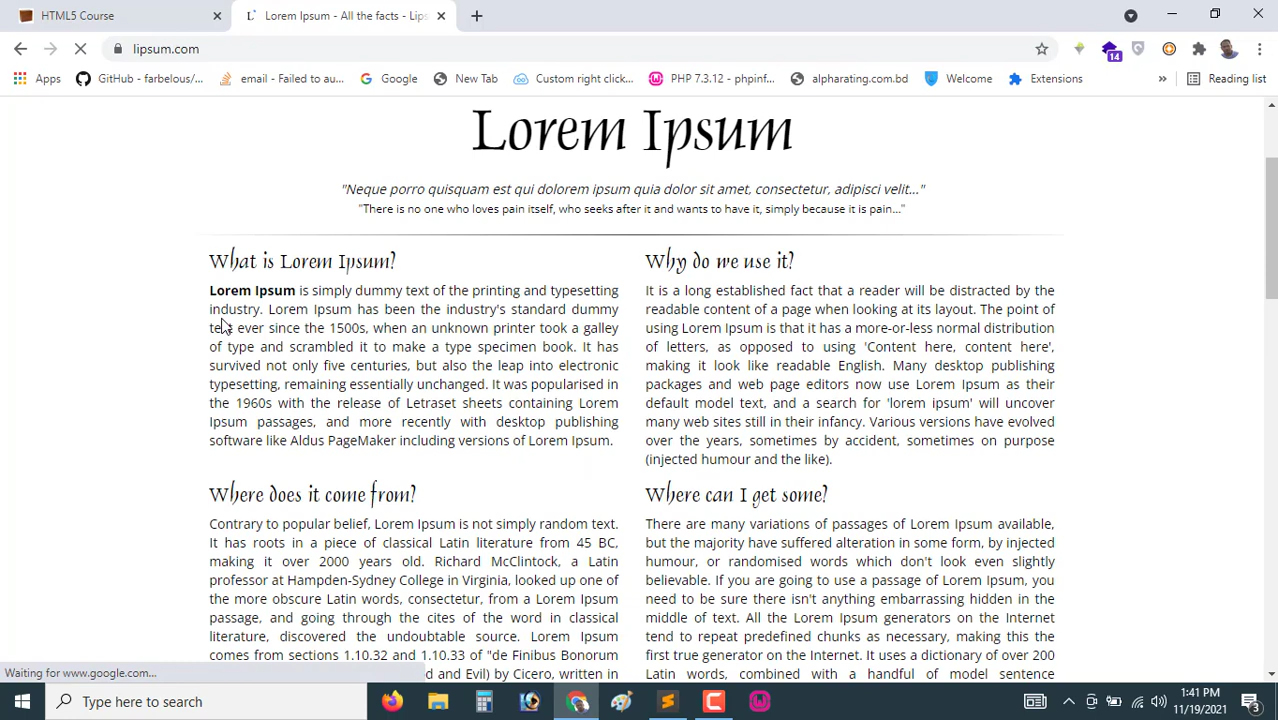 HTML5 Course
Lorem Ipsum - All the facts - Lips
lipsum.com
Apps
GitHub - farbelous/...
email - Failed to au...
Google
New Tab
Custom right click...
PHP 7.3.12 - phpinf...
alpharating.com.bd
Welcome
Extensions
»
Reading list
14
Lorem Ipsum
"Neque porro quisquam est qui dolorem ipsum quia dolor sit amet, consectetur, adipisci velit..."
"There is no one who loves pain itself, who seeks after it and wants to have it, simply because it is pain..."
What is Lorem Ipsum?
Lorem Ipsum is simply dummy text of the printing and typesetting
industry. Lorem Ipsum has been the industry's standard dummy
text ever since the 1500s, when an unknown printer took a galley
of type and scrambled it to make a type specimen book. It has
survived not only five centuries, but also the leap into electronic
typesetting, remaining essentially unchanged. It was popularised in
the 1960s with the release of Letraset sheets containing Lorem
Ipsum passages, and more recently with desktop publishing
software like Aldus PageMaker including versions of Lorem Ipsum.
Why do we use it?
It is a long established fact that a reader will be distracted by the
readable content of a page when looking at its layout. The point of
using Lorem Ipsum is that it has a more-or-less normal distribution
of letters, as opposed to using 'Content here, content here',
making it look like readable English. Many desktop publishing
packages and web page editors now use Lorem Ipsum as their
default model text, and a search for 'lorem ipsum' will uncover
many web sites still in their infancy. Various versions have evolved
over the years, sometimes by accident, sometimes on purpose
(injected humour and the like).
Where does it come from?
Contrary to popular belief, Lorem Ipsum is not simply random text.
It has roots in a piece of classical Latin literature from 45 BC,
making it over 2000 years old. Richard McClintock, a Latin
professor at Hampden-Sydney College in Virginia, looked up one of
the more obscure Latin words, consectetur, from a Lorem Ipsum
passage, and going through the cites of the word in classical
literature, discovered the undoubtable source. Lorem Ipsum
comes from sections 1.10.32 and 1.10.33 of "de Finibus Bonorum
d and Evil) by Cicero, written in
Where can I get some?
There are many variations of passages of Lorem Ipsum available,
but the majority have suffered alteration in some form, by injected
humour, or randomised words which don't look even slightly
believable. If you are going to use a passage of Lorem Ipsum, you
need to be sure there isn't anything embarrassing hidden in the
middle of text. All the Lorem Ipsum generators on the Internet
tend to repeat predefined chunks as necessary, making this the
first true generator on the Internet. It uses a dictionary of over 200
Latin words, combined with a handful of model sentence
Waiting for www.google.com...
Type here to search
1:41 PM
11/19/2021
3